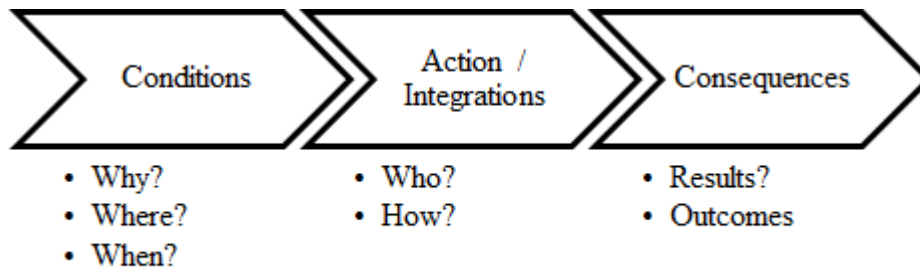 Conditions
• Why?
• Where?
• When?
Action /
Integrations
• Who?
• How?
Consequences
• Results?
• Outcomes